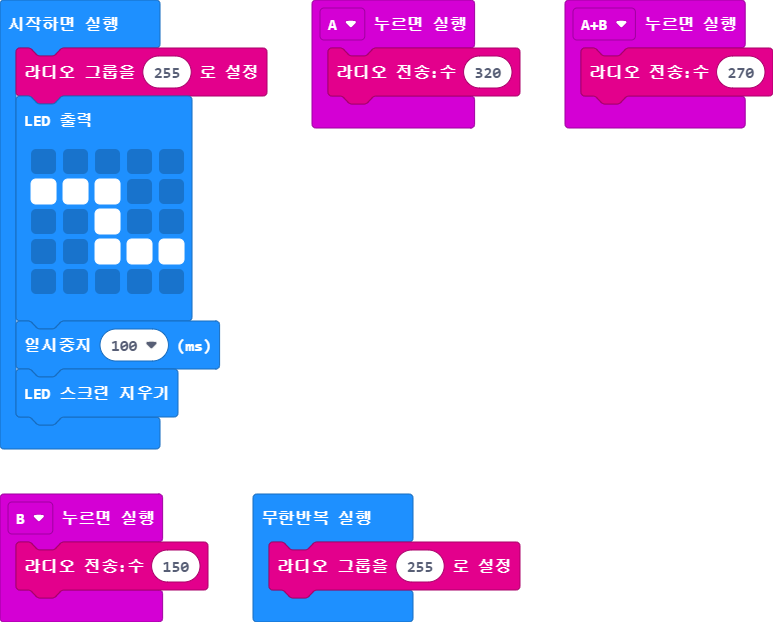 시작하면 실행
라디오 그룹을 255 로 설정
LED 출력
일시중지 100 (ms)
LED 스크린 지우기
A 누르면 실행
라디오 전송:수 320
A+B 누르면 실행
라디오 전송:수 270
B 누르면 실행
라디오 전송:수 150
무한반복 실행
라디오 그룹을 255 로 설정